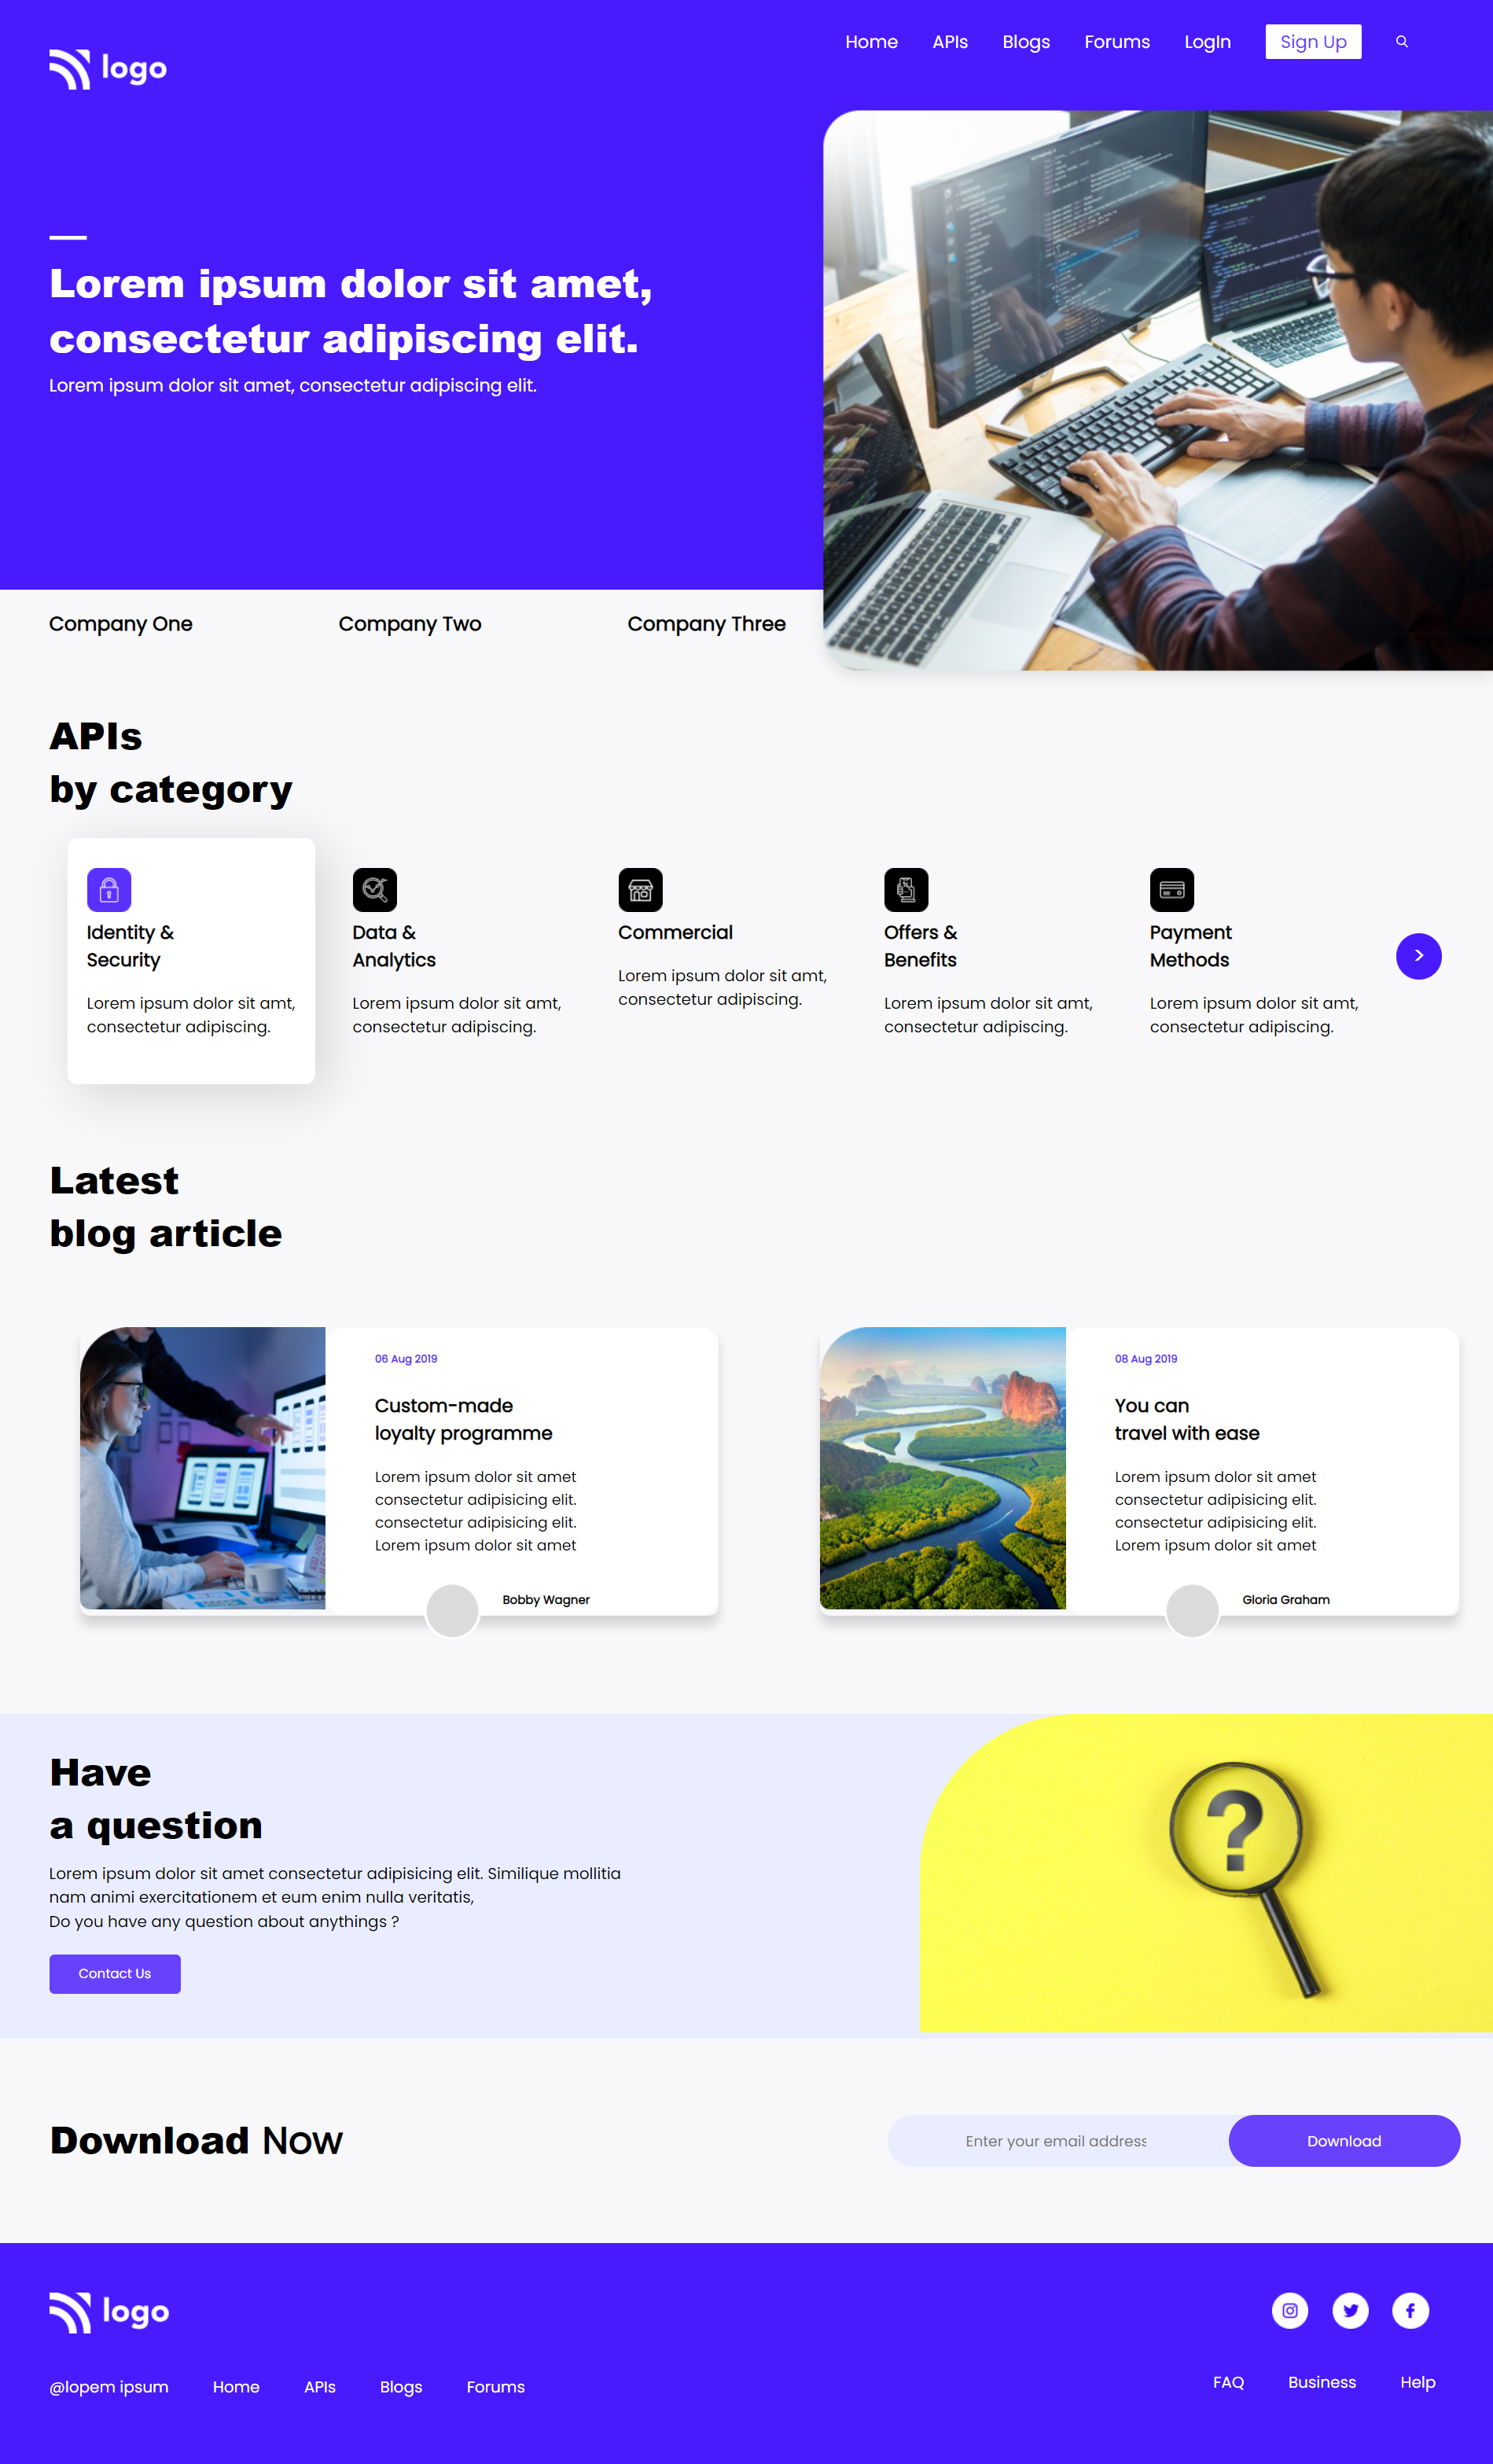 logo
Home APIs Blogs Forums LogIn Sign Up
Lorem ipsum dolor sit amet,
consectetur adipiscing elit.
Lorem ipsum dolor sit amet, consectetur adipiscing elit.
Company One Company Two Company Three
APIs
by category
Identity &
Security
Lorem ipsum dolor sit amt,
consectetur adipiscing.
Data &
Analytics
Lorem ipsum dolor sit amt,
consectetur adipiscing.
Commercial
Lorem ipsum dolor sit amt,
consectetur adipiscing.
Offers &
Benefits
Lorem ipsum dolor sit amt,
consectetur adipiscing.
Payment
Methods
Lorem ipsum dolor sit amt,
consectetur adipiscing.
>
Latest
blog article
06 Aug 2019
Custom-made
loyalty programme
Lorem ipsum dolor sit amet
consectetur adipisicing elit.
consectetur adipisicing elit.
Lorem ipsum dolor sit amet
Bobby Wagner
08 Aug 2019
You can
travel with ease
Lorem ipsum dolor sit amet
consectetur adipisicing elit.
consectetur adipisicing elit.
Lorem ipsum dolor sit amet
Gloria Graham
Have
a question
Lorem ipsum dolor sit amet consectetur adipisicing elit. Similique mollitia
nam animi exercitationem et eum enim nulla veritatis,
Do you have any question about anythings ?
Contact Us
?
Download Now
Enter your email address
Download
logo
@lopem ipsum Home APIs Blogs Forums
FAQ Business Help